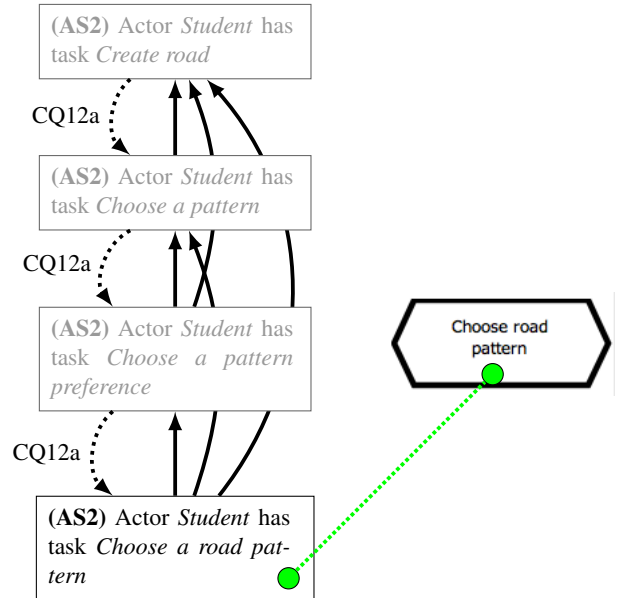 (AS2) Actor Student has
task Create road
CQ12a
(AS2) Actor Student has
task Choose a pattern
CQ12a
(AS2) Actor Student has
task Choose a pattern
preference
CQ12a
(AS2) Actor Student has
task Choose a road pat-
tern
Choose road
pattern